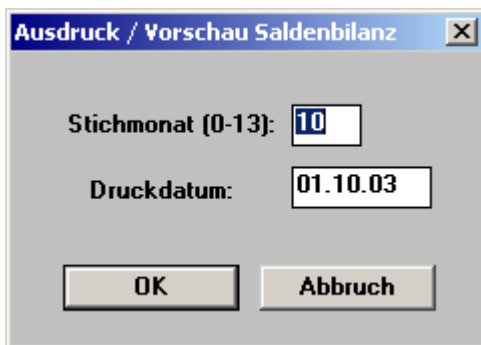 Ausdruck / Vorschau Saldenbilanz
Stichmonat (0-13): 10
Druckdatum: 01.10.03
OK Abbruch